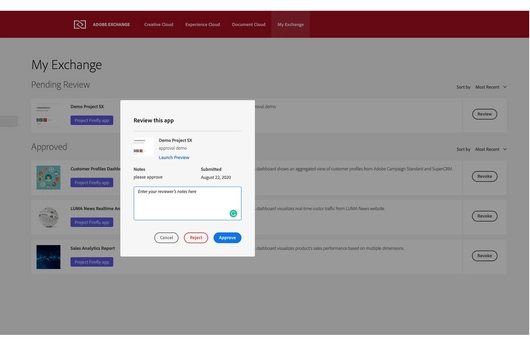 ADOBE EXCHANGE Creative Cloud Experience Cloud Document Cloud My Exchange
My Exchange
Pending Review
Sort by Most Recent
Demo Project SX
Project Firefly app
oval demo.
Review
Approved
Sort by Most Recent
Customer Profiles Dashbo
Project Firefly app
dashboard shows an aggregated view of customer profiles from Adobe Campaign Standard and SuperCRM.
Revoke
LUMA-News Realtime An
Project Firefly app
dashboard visualizes real-time visitor traffic from LUMA-News website.
Revoke
Sales Analytics Report
Project Firefly app
dashboard visualizes product's sales performance based on multiple dimensions.
Revoke
Review this app
Demo Project SX
approval demo.
Launch Preview
Notes Submitted
please approve August 22, 2020
Enter your reviewer's notes here
Cancel Reject Approve